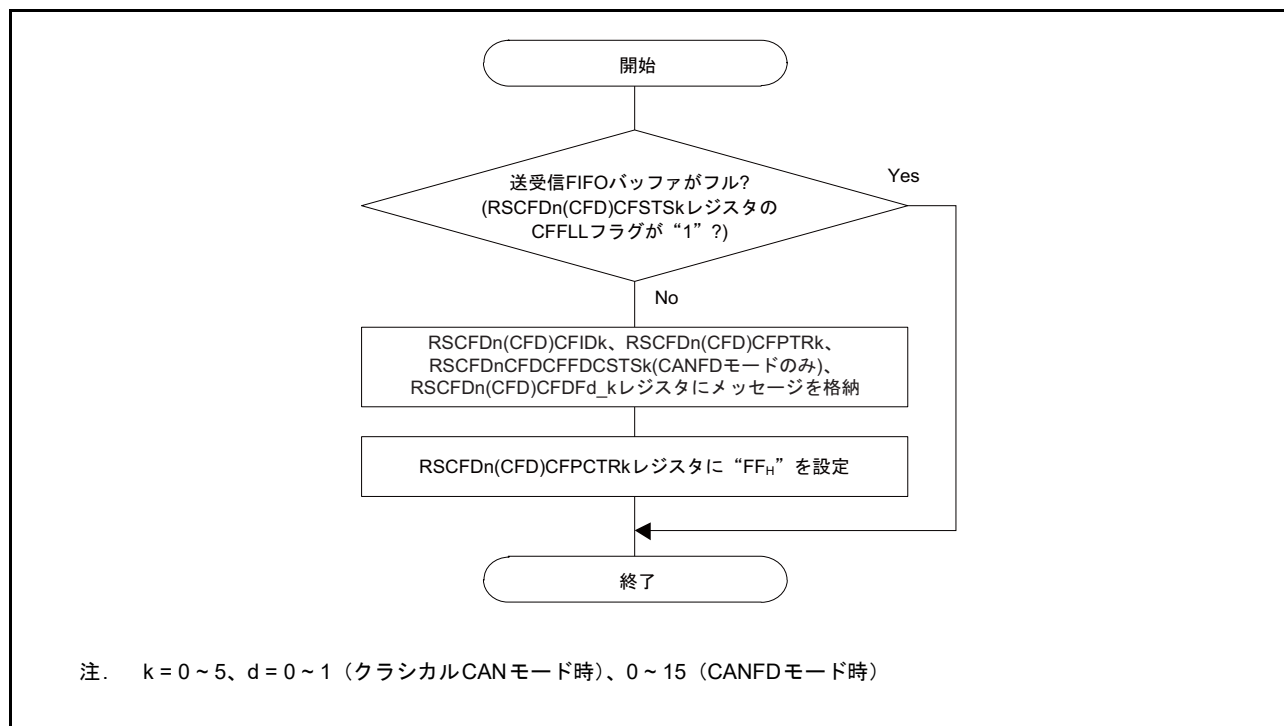 開始
送受信FIFOバッファがフル?
(RSCFDn(CFD)CFSTSkレジスタの
CFFLLフラグが“1”?)
Yes
No
RSCFDn(CFD)CFIDk、RSCFDn(CFD)CFPTRk、
RSCFDnCFDCFFDCSTSk(CANFDモードのみ)、
RSCFDn(CFD)CFDFd_kレジスタにメッセージを格納
RSCFDn(CFD)CFPCTRkレジスタに“FFH”を設定
終了
注. k = 0 ~ 5、d = 0 ~ 1（クラシカルCANモード時）、0 ~ 15（CANFDモード時）